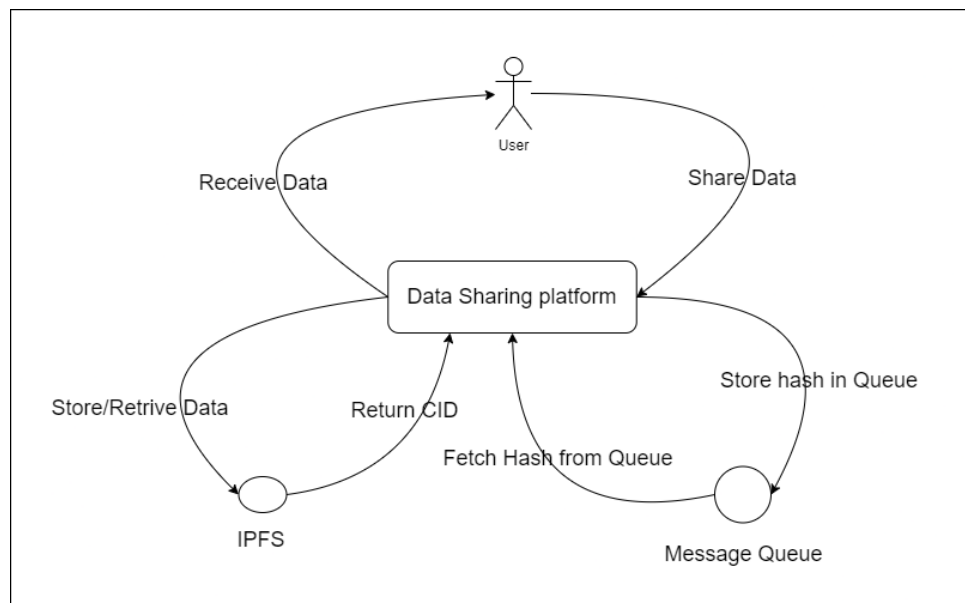 User
Receive Data
Share Data
Data Sharing platform
Store/Retrive Data
Return CID
Store hash in Queue
Fetch Hash from Queue
IPFS
Message Queue